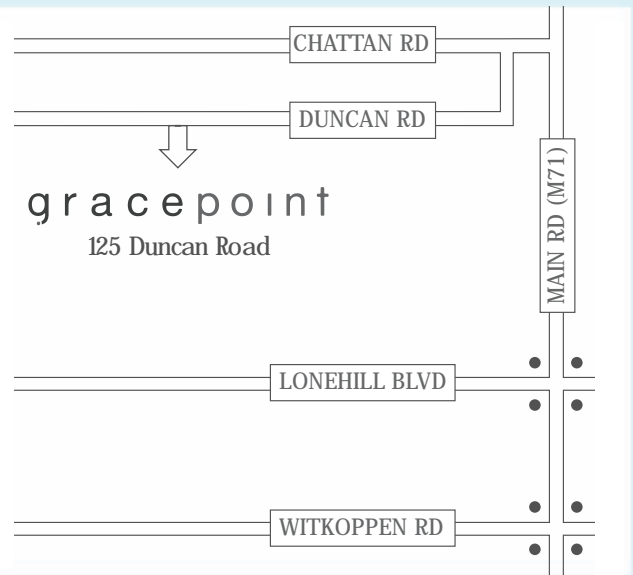 CHATTAN RD
DUNCAN RD
gracepoint
125 Duncan Road
MAIN RD (M71)
LONEHILL BLVD
WITKOPPEN RD